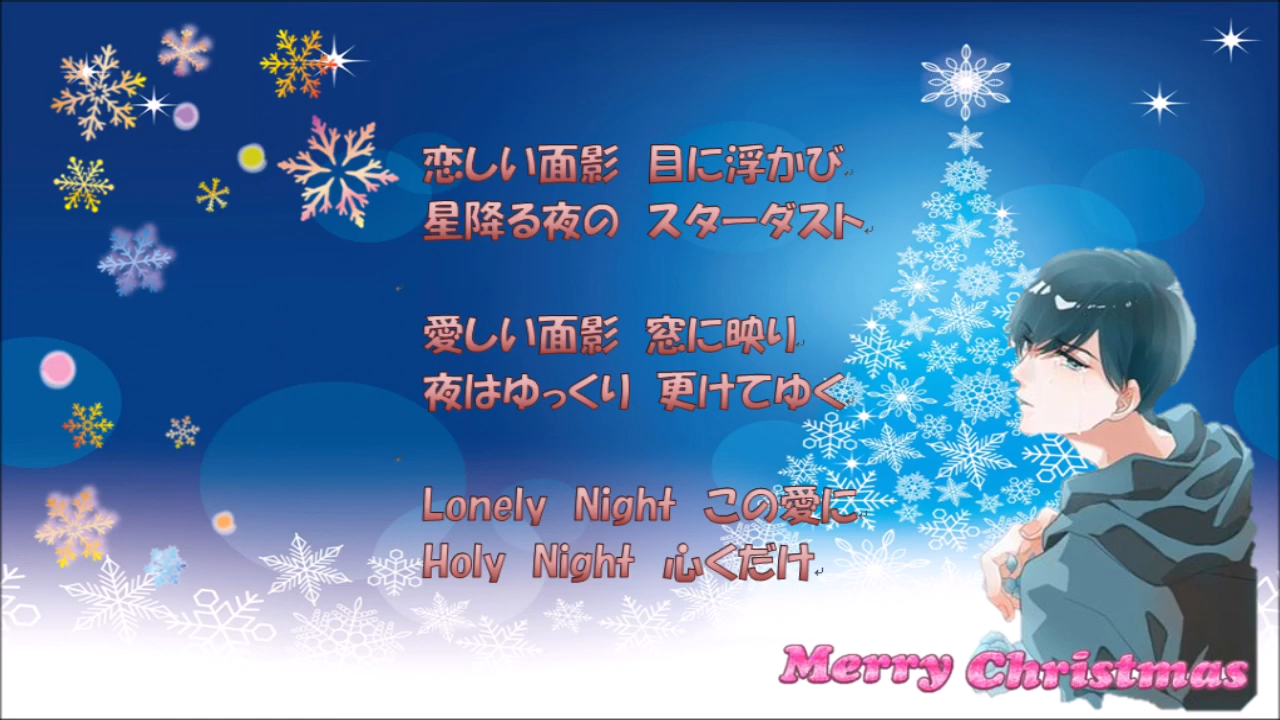 恋しい面影　目に浮かび
星降る夜の　スターダスト
愛しい面影　窓に映り
夜はゆっくり　更けてゆく
Lonely Night この愛に
Holy Night 心くだけ
Merry Christmas